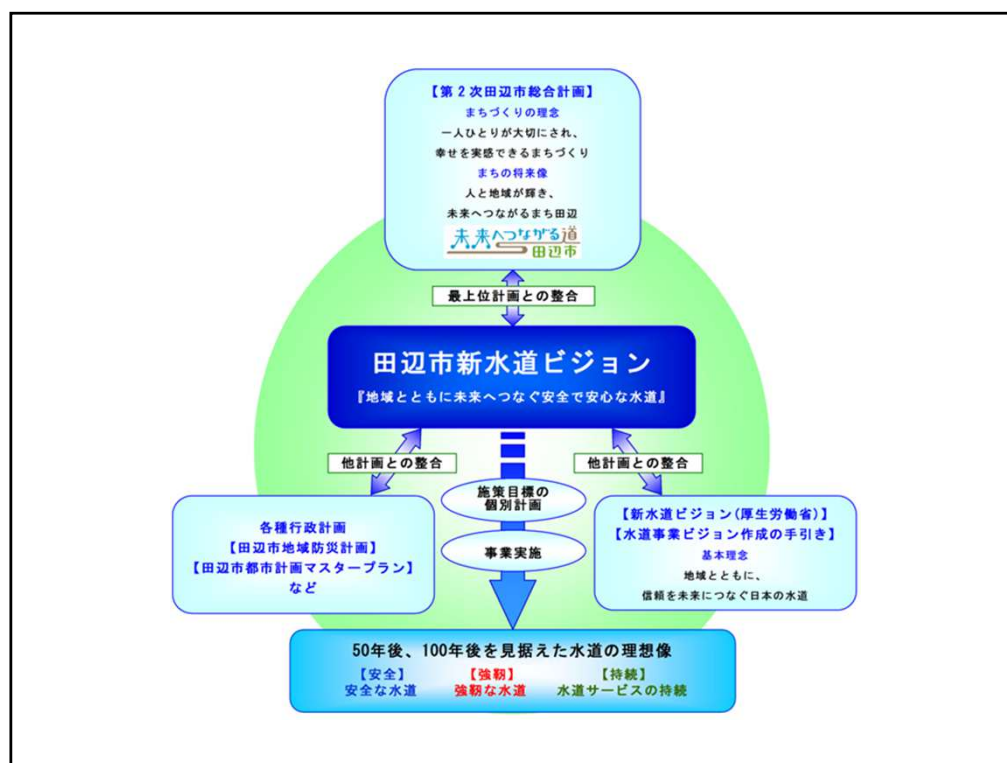 【第2次田辺市総合計画】
まちづくりの理念
一人ひとりが大切にされ、
幸せを実感できるまちづくり
まちの将来像
人と地域が輝き、
未来へつながるまち田辺
未来へつながる道
田辺市
最上位計画との整合
田辺市新水道ビジョン
『地域とともに未来へつなぐ安全で安心な水道』
他計画との整合
他計画との整合
施策目標の
個別計画
事業実施
各種行政計画
【田辺市地域防災計画】
【田辺市都市計画マスタープラン】
など
【新水道ビジョン(厚生労働省)】
【水道事業ビジョン作成の手引き】
基本理念
地域とともに、
信頼を未来につなぐ日本の水道
50年後、100年後を見据えた水道の理想像
【安全】 【強靭】 【持続】
安全な水道 強靭な水道 水道サービスの持続